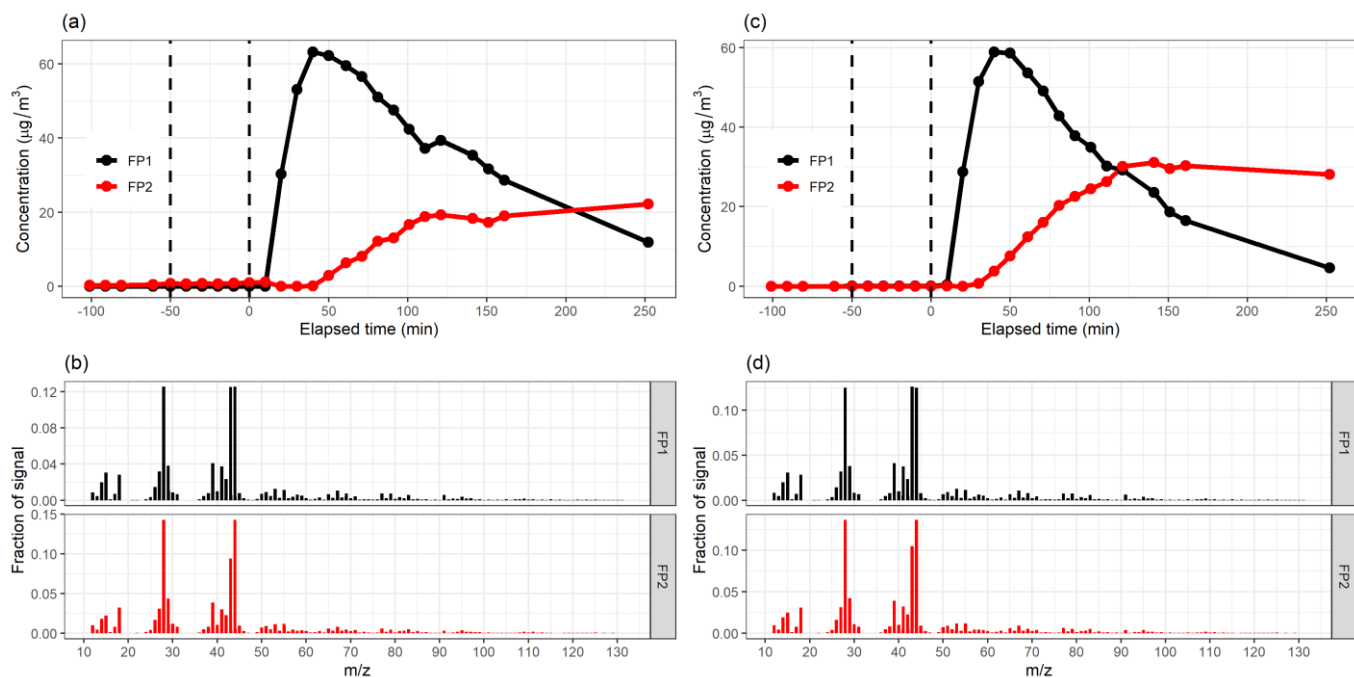 (a)
Concentration (μg/m³)
60
40
20
0
FP1
FP2
-100 -50 0 50 100 150 200 250
Elapsed time (min)
(c)
Concentration (μg/m³)
60
40
20
0
FP1
FP2
-100 -50 0 50 100 150 200 250
Elapsed time (min)
(b)
Fraction of signal
0.12
0.08
0.04
0.00
FP1
0.15
0.10
0.05
0.00
FP2
10 20 30 40 50 60 70 80 90 100 110 120 130
m/z
(d)
Fraction of signal
0.10
0.05
0.00
FP1
0.15
0.10
0.05
0.00
FP2
10 20 30 40 50 60 70 80 90 100 110 120 130
m/z